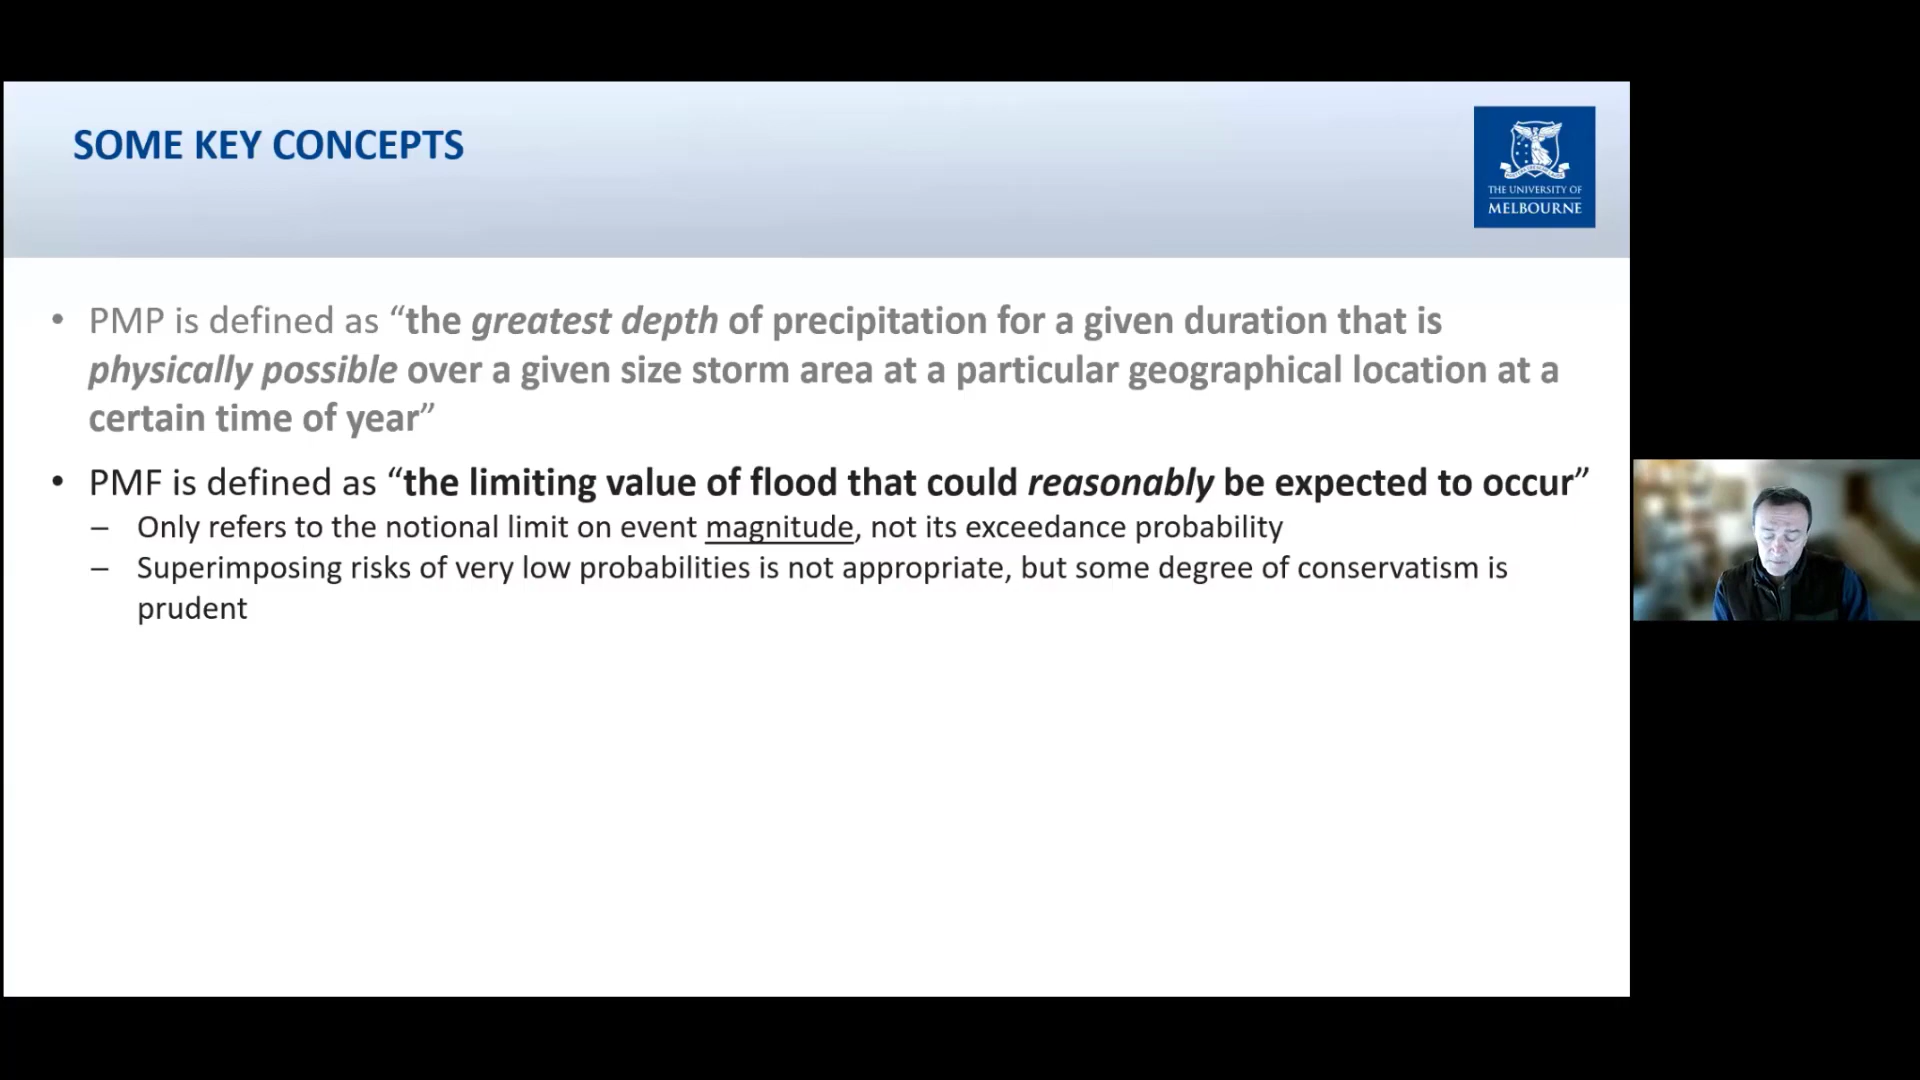 SOME KEY CONCEPTS
THE UNIVERSITY OF
MELBOURNE
• PMP is defined as “the greatest depth of precipitation for a given duration that is
physically possible over a given size storm area at a particular geographical location at a
certain time of year”
• PMF is defined as “the limiting value of flood that could reasonably be expected to occur”
– Only refers to the notional limit on event magnitude, not its exceedance probability
– Superimposing risks of very low probabilities is not appropriate, but some degree of conservatism is
prudent